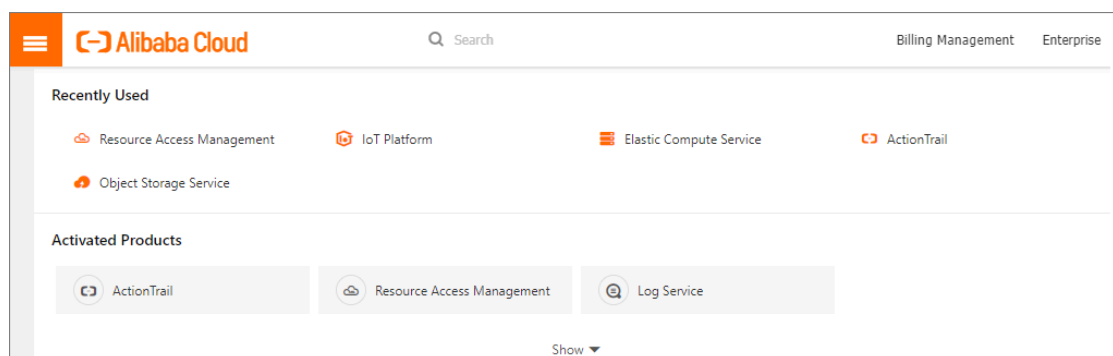 Alibaba Cloud Search Billing Management Enterprise
Recently Used
Resource Access Management IoT Platform Elastic Compute Service ActionTrail
Object Storage Service
Activated Products
ActionTrail Resource Access Management Log Service
Show